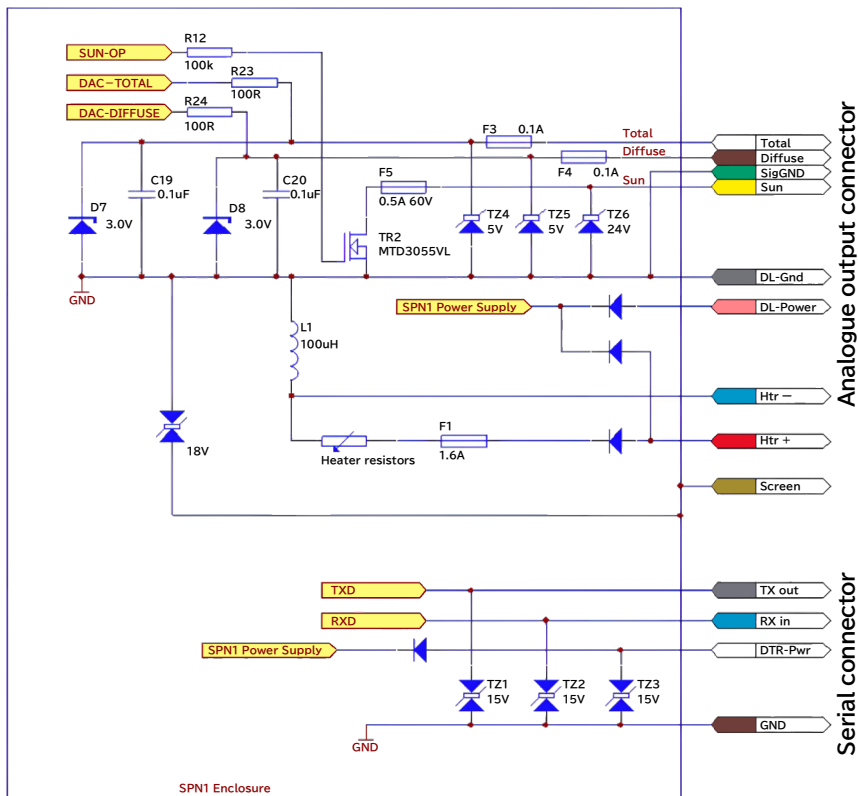 SUN-OP
R12
100k
DAC-TOTAL
R23
100R
DAC-DIFFUSE
R24
100R
F3
0.1A
Total
Total
Diffuse
Diffuse
F4
0.1A
SigGND
Sun
Sun
F5
0.5A 60V
C19
0.1uF
C20
0.1uF
D7
3.0V
D8
3.0V
TZ4
5V
TZ5
5V
TZ6
24V
TR2
MTD3055VL
GND
DL-Gnd
SPN1 Power Supply
DL-Power
L1
100uH
Htr −
Heater resistors
F1
1.6A
Htr +
18V
Screen
Analogue output connector
TXD
TX out
RXD
RX in
SPN1 Power Supply
DTR-Pwr
TZ1
15V
TZ2
15V
TZ3
15V
GND
GND
Serial connector
SPN1 Enclosure